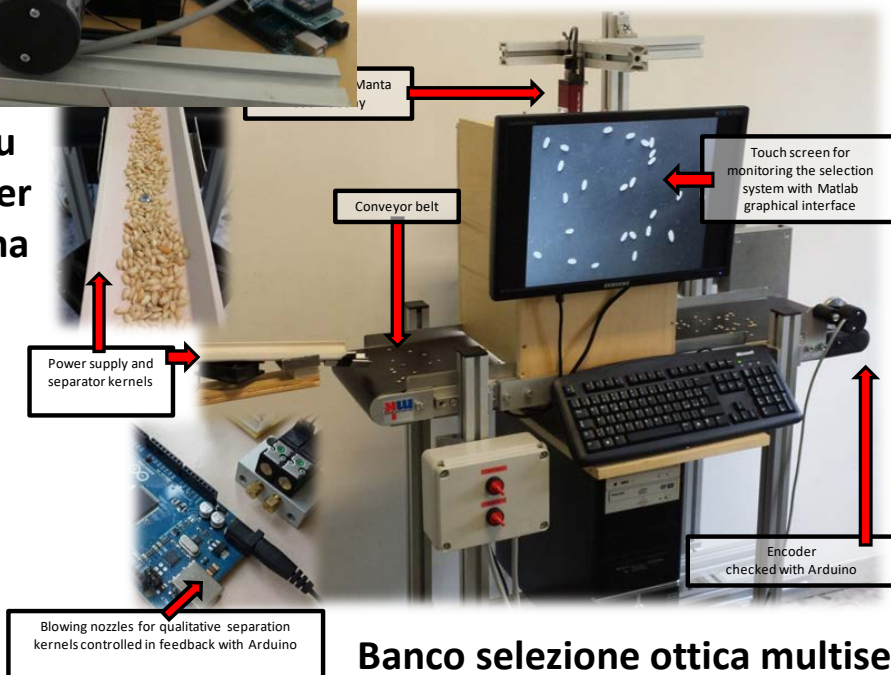 Manta
Touch screen for
monitoring the selection
system with Matlab
graphical interface
Conveyor belt
SAMSUNG
Power supply and
separator kernels
mk
Encoder
checked with Arduino
Blowing nozzles for qualitative separation
kernels controlled in feedback with Arduino
Banco selezione ottica multise